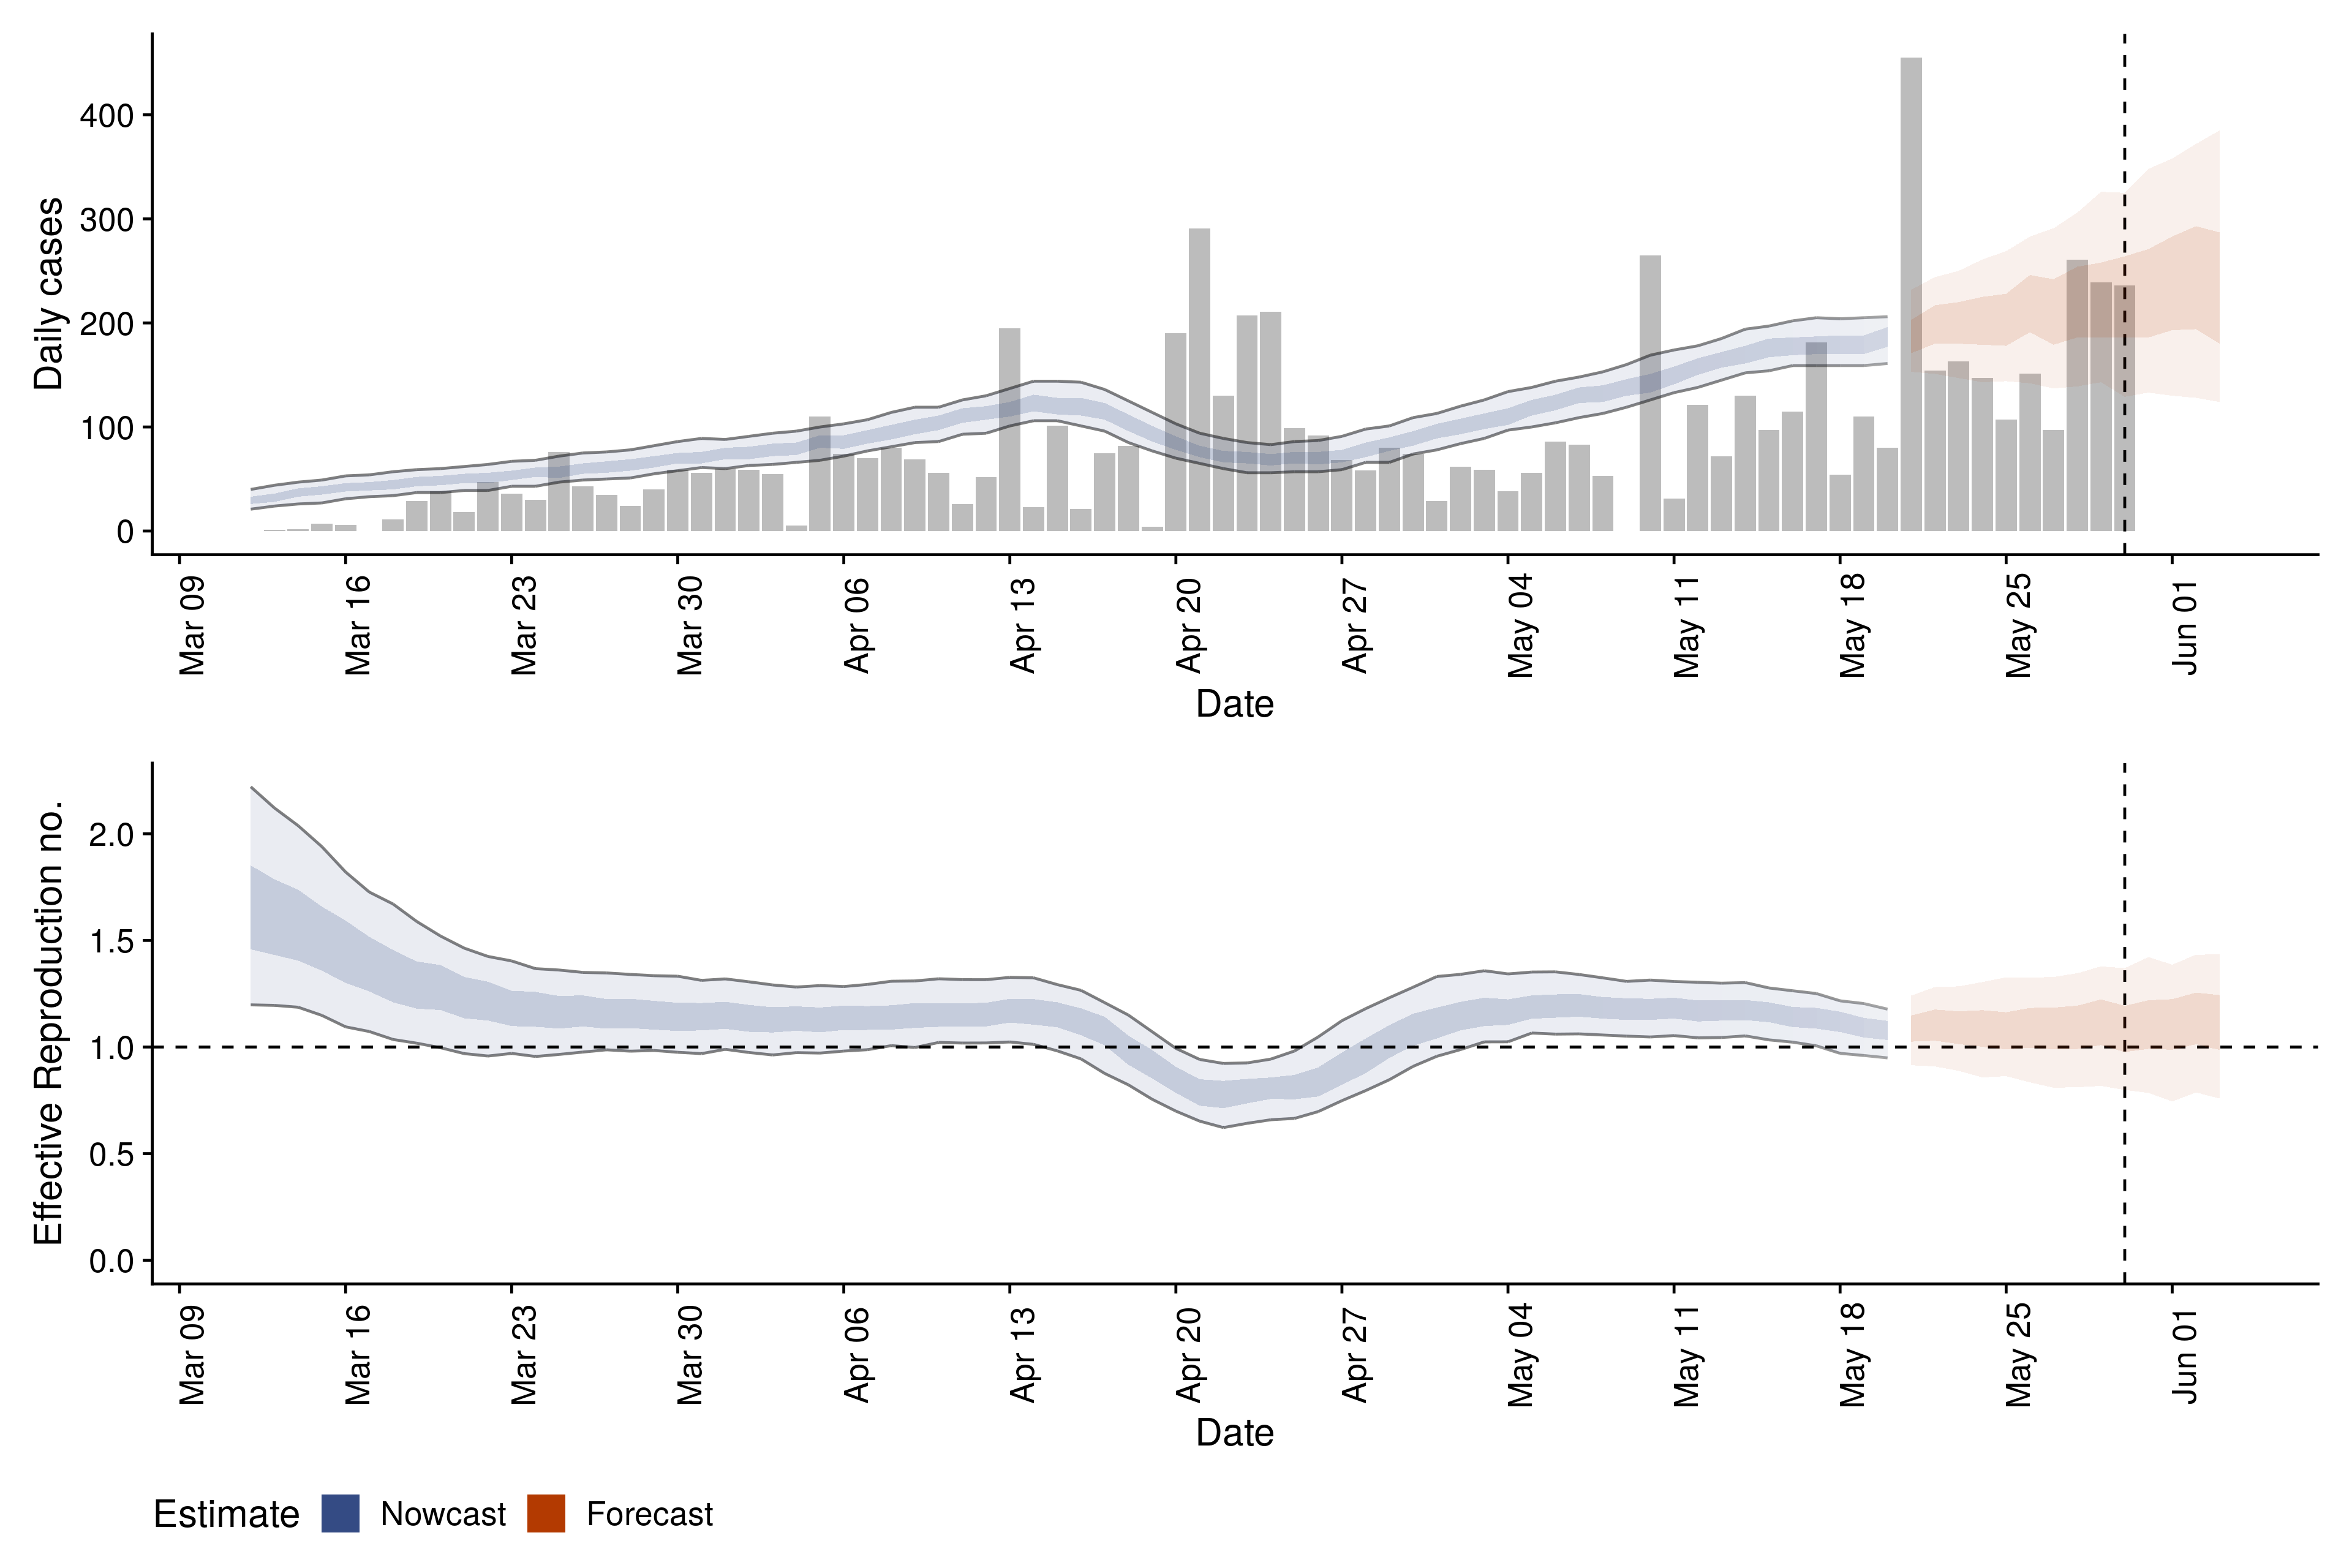 Daily cases
400
300
200
100
0
Mar 09 Mar 16 Mar 23 Mar 30 Apr 06 Apr 13 Apr 20 Apr 27 May 04 May 11 May 18 May 25 Jun 01
Date
Effective Reproduction no.
2.0
1.5
1.0
0.5
0.0
Mar 09 Mar 16 Mar 23 Mar 30 Apr 06 Apr 13 Apr 20 Apr 27 May 04 May 11 May 18 May 25 Jun 01
Date
Estimate Nowcast Forecast